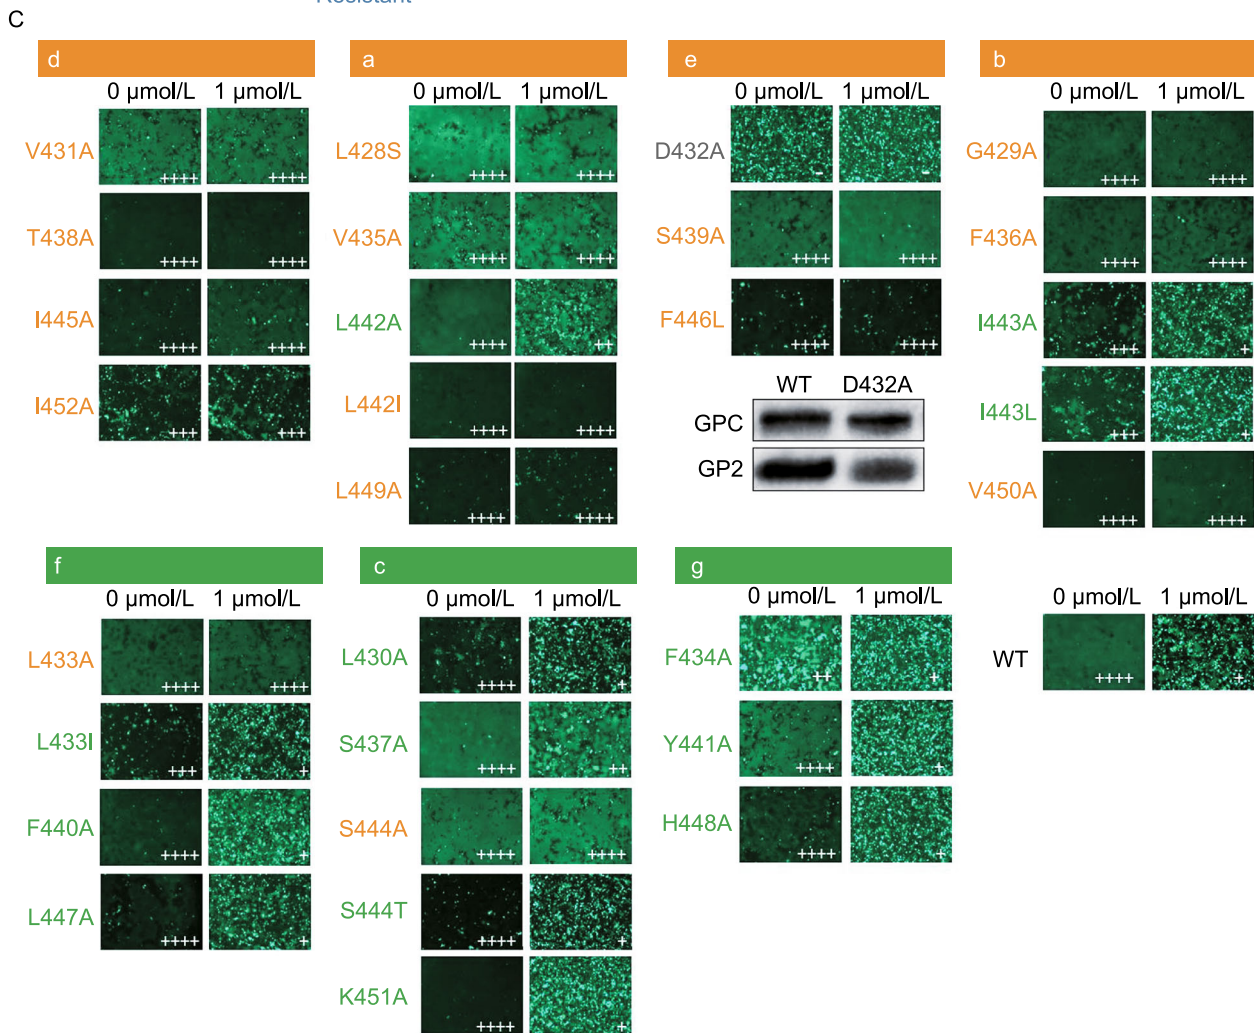 C
d
0 µmol/L 1 µmol/L
V431A ++++ ++++
T438A ++++ ++++
I445A ++++ ++++
I452A +++ +++
a
0 µmol/L 1 µmol/L
L428S ++++ ++++
V435A ++++ ++++
L442A ++++ ++
L442I ++++ ++++
L449A ++++ ++++
e
0 µmol/L 1 µmol/L
D432A - -
S439A ++++ ++++
F446L ++++ ++++
WT D432A
GPC
GP2
b
0 µmol/L 1 µmol/L
G429A ++++ ++++
F436A ++++ ++++
I443A +++ +
I443L +++ +
V450A ++++ ++++
f
0 µmol/L 1 µmol/L
L433A ++++ ++++
L433I +++ +
F440A ++++ +
L447A ++++ +
c
0 µmol/L 1 µmol/L
L430A ++++ +
S437A ++++ ++
S444A ++++ ++++
S444T ++++ +
K451A ++++ +
g
0 µmol/L 1 µmol/L
F434A ++ +
Y441A ++++ +
H448A ++++ +
0 µmol/L 1 µmol/L
WT ++++ +